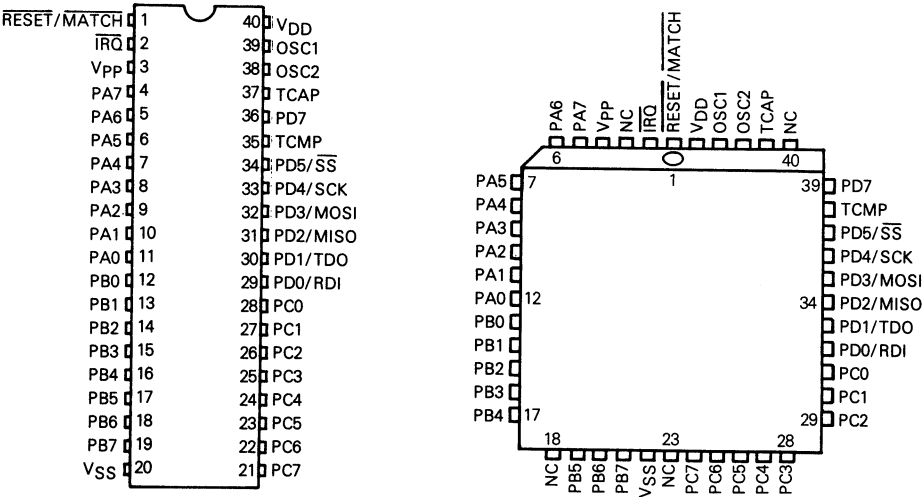 RESET/MATCH 1
IRQ 2
VPP 3
PA7 4
PA6 5
PA5 6
PA4 7
PA3 8
PA2 9
PA1 10
PA0 11
PB0 12
PB1 13
PB2 14
PB3 15
PB4 16
PB5 17
PB6 18
PB7 19
VSS 20
40 VDD
39 OSC1
38 OSC2
37 TCAP
36 PD7
35 TCMP
34 PD5/SS
33 PD4/SCK
32 PD3/MOSI
31 PD2/MISO
30 PD1/TDO
29 PD0/RDI
28 PC0
27 PC1
26 PC2
25 PC3
24 PC4
23 PC5
22 PC6
21 PC7
PA6
PA7
VPP
NC
IRQ
RESET/MATCH
VDD
OSC1
OSC2
TCAP
NC
6
1
40
PA5 7
PA4
PA3
PA2
PA1
PA0 12
PB0
PB1
PB2
PB3
PB4 17
39 PD7
TCMP
PD5/SS
PD4/SCK
PD3/MOSI
34 PD2/MISO
PD1/TDO
PD0/RDI
PC0
PC1
29 PC2
18
23
28
NC
PB5
PB6
PB7
VSS
NC
PC7
PC6
PC5
PC4
PC3